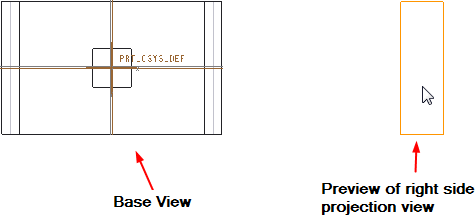 PRT_CSYS_DEF
Base View
Preview of right side
projection view